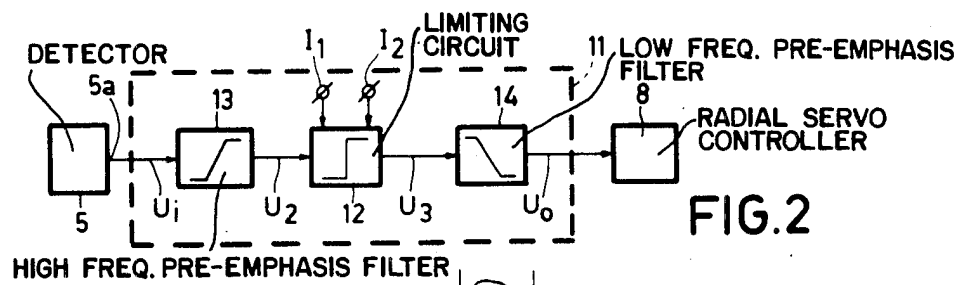 DETECTOR
5a
13
I1
I2
LIMITING
CIRCUIT
14
11
LOW FREQ. PRE-EMPHASIS
FILTER
8
RADIAL SERVO
CONTROLLER
5
Ui
U2
12
U3
Uo
FIG.2
HIGH FREQ. PRE-EMPHASIS FILTER